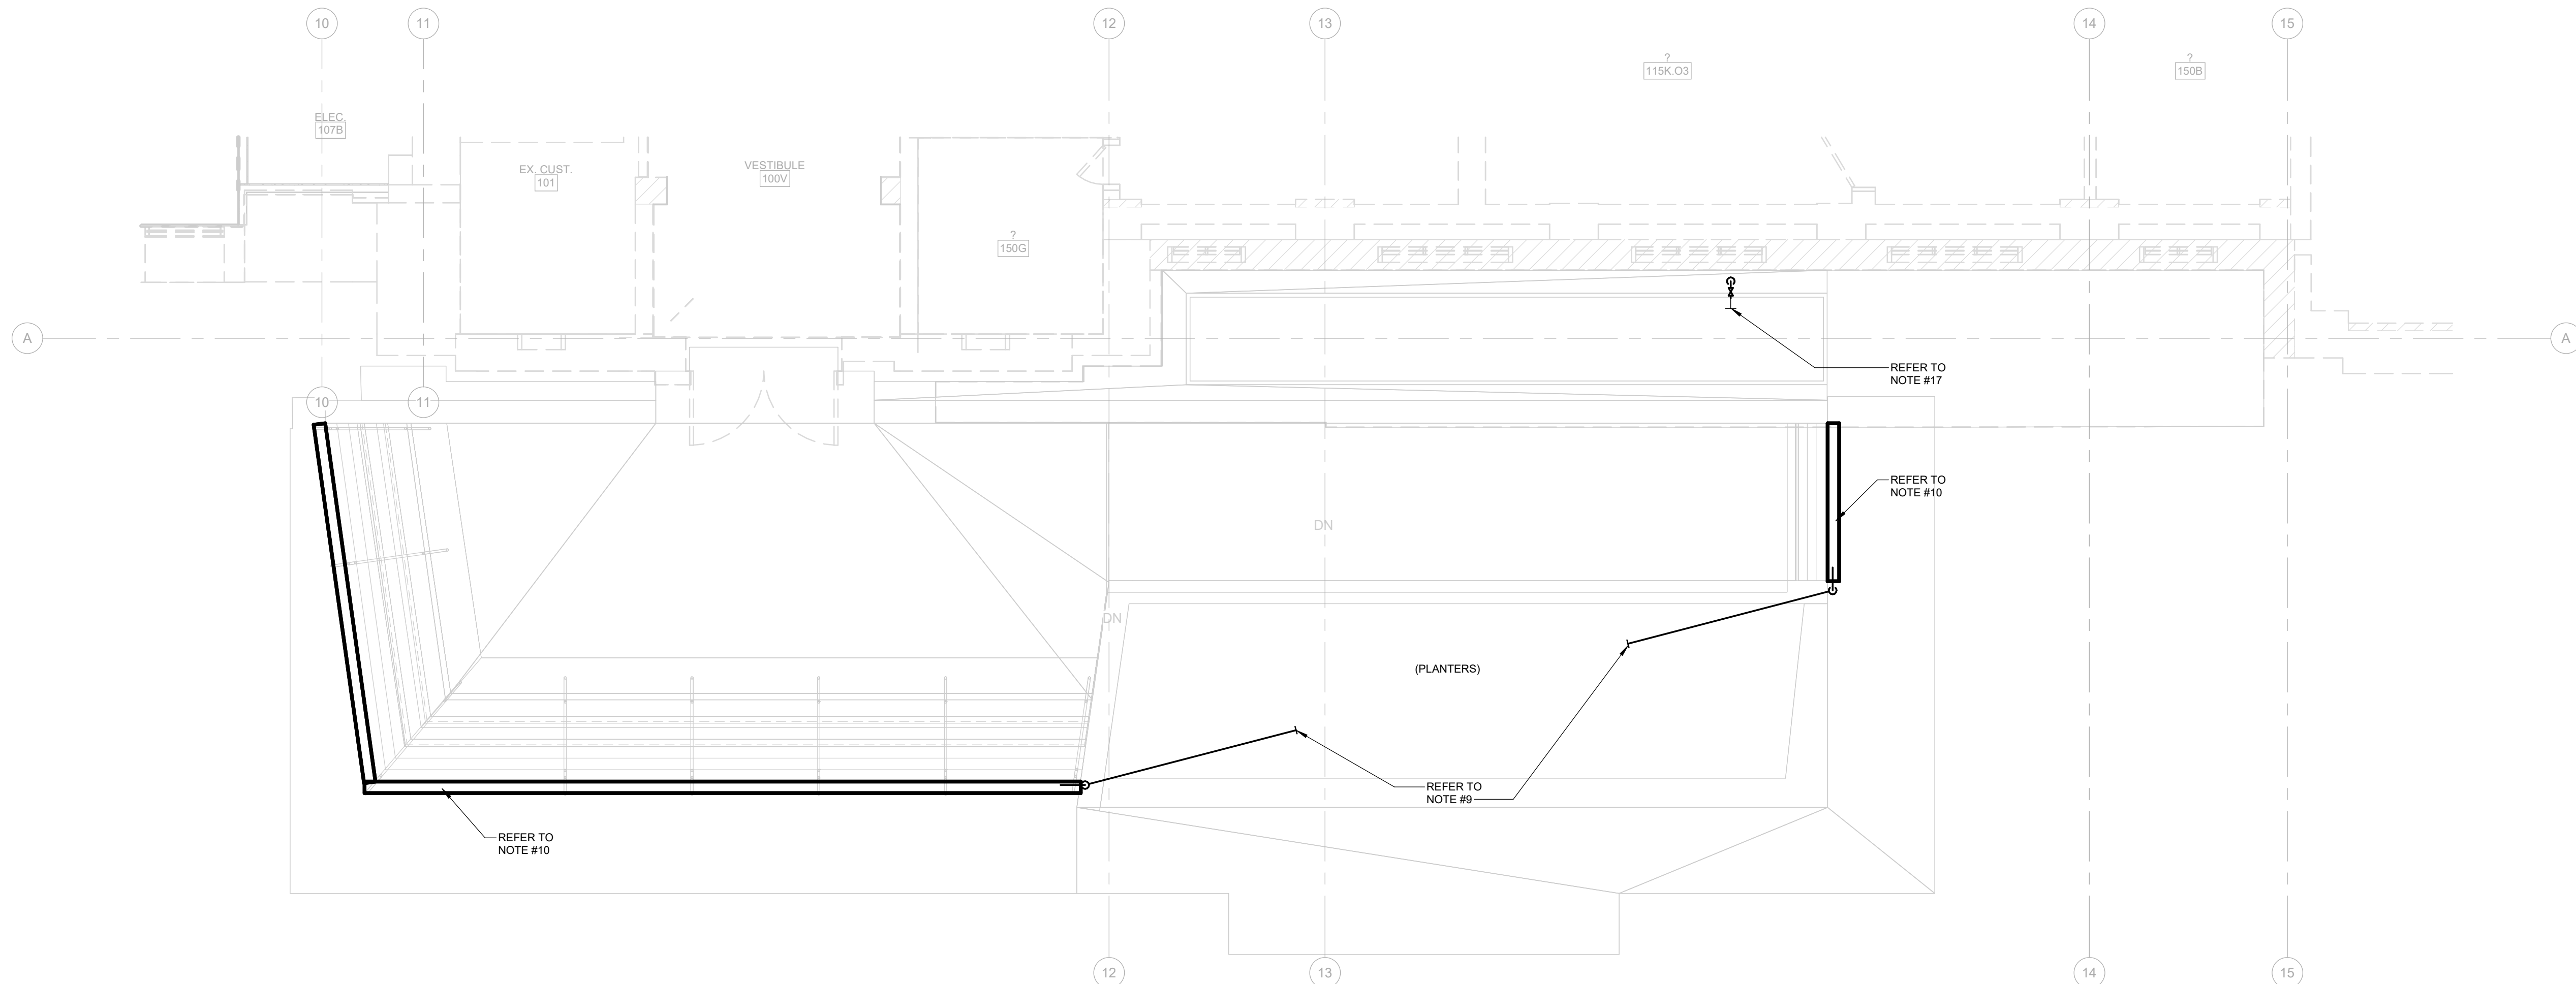 10
11
12
13
14
15
?
115K.O3
?
150B
ELEC.
107B
EX. CUST.
101
VESTIBULE
100V
?
150G
A
A
REFER TO
NOTE #17
10
11
REFER TO
NOTE #10
DN
DN
(PLANTERS)
REFER TO
NOTE #9
REFER TO
NOTE #10
12
13
14
15